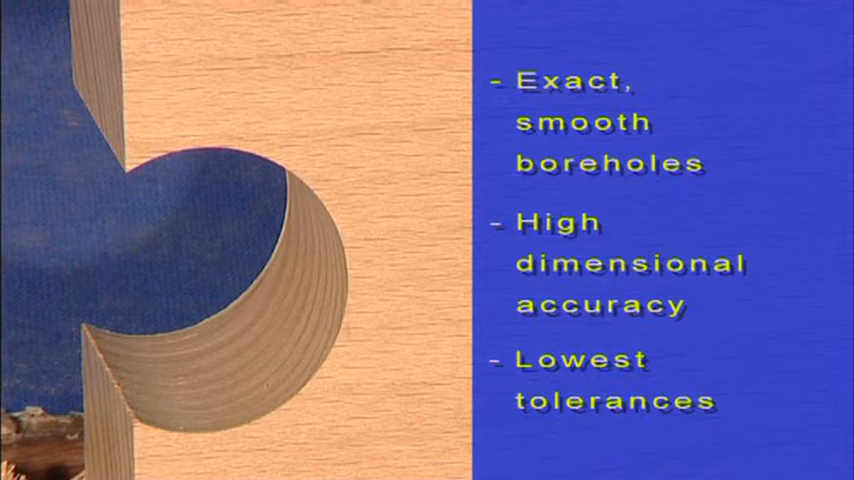 - Exact,
smooth
boreholes
- High
dimensional
accuracy
- Lowest
tolerances